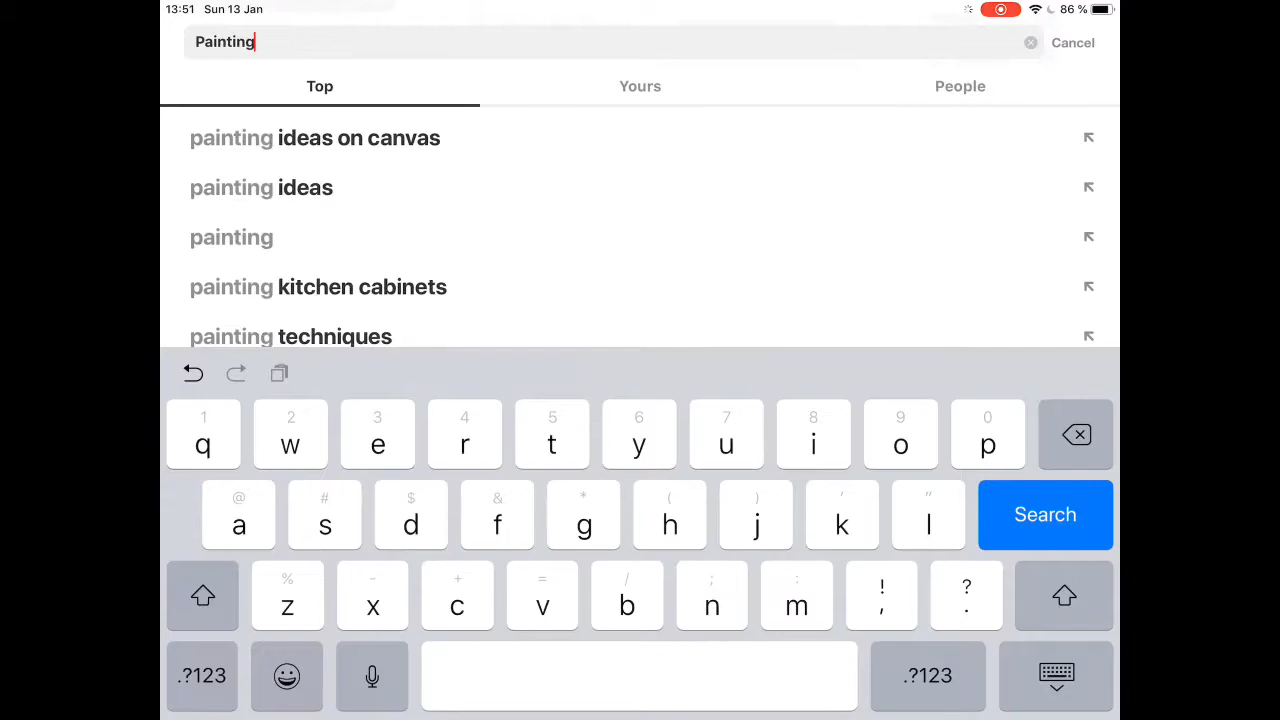 13:51 Sun 13 Jan 86 %
Painting Cancel
Top Yours People
painting ideas on canvas
painting ideas
painting
painting kitchen cabinets
painting techniques
1 2 3 4 5 6 7 8 9 0
q w e r t y u i o p
@ # $ & * ( ) ' "
a s d f g h j k l Search
% - + = / ; : ! ?
z x c v b n m , .
.?123 .?123